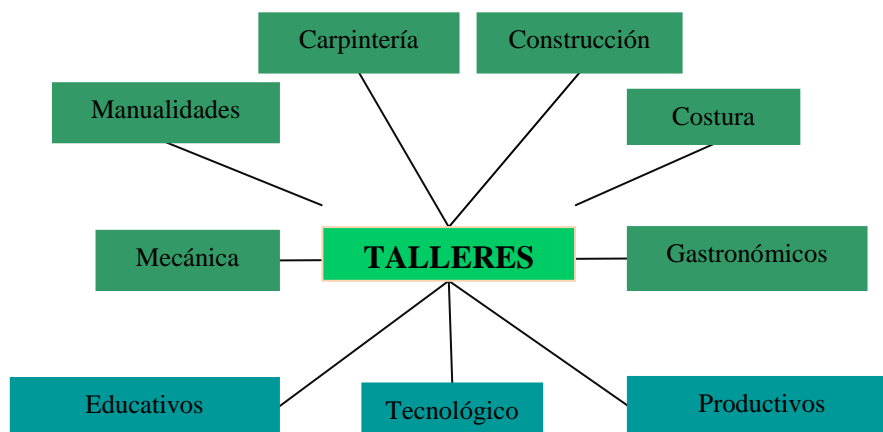 Carpintería
Construcción
Manualidades
Costura
Mecánica
TALLERES
Gastronómicos
Educativos
Tecnológico
Productivos